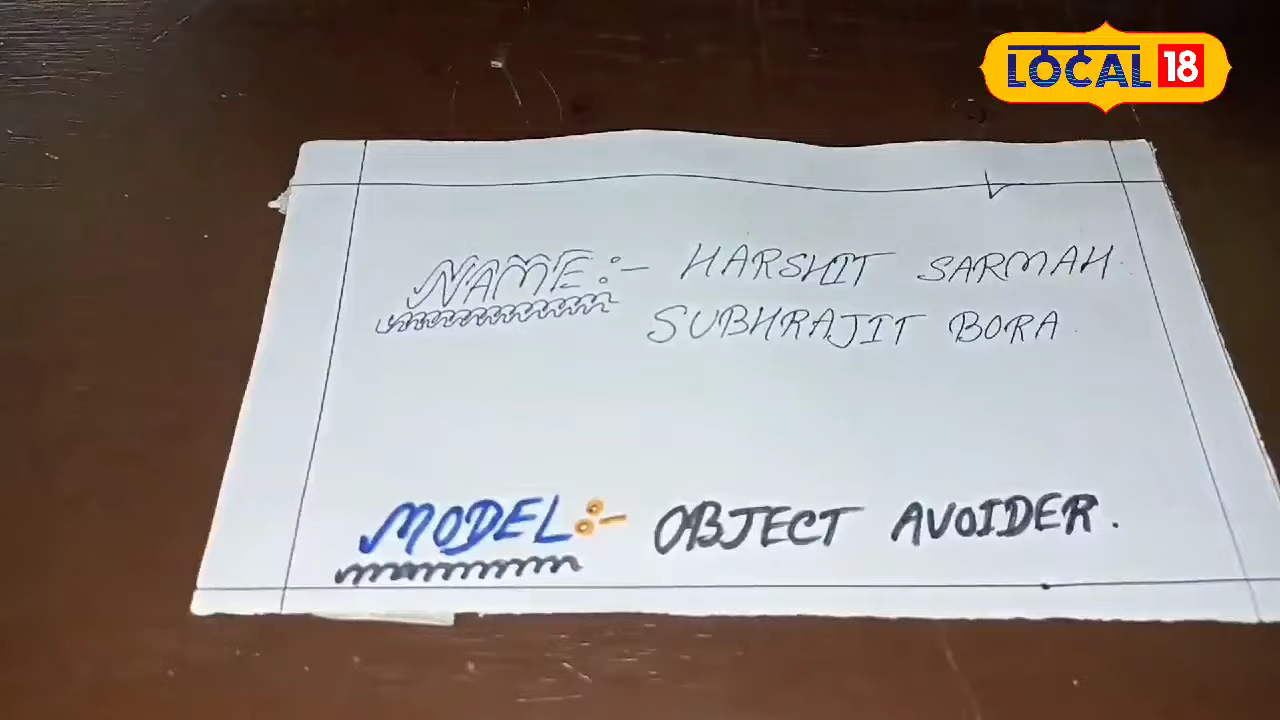 LOCAL 18
NAME:- HARSHIT SARMAH
SUBHRAJIT BORA
MODEL:- OBJECT AVOIDER.